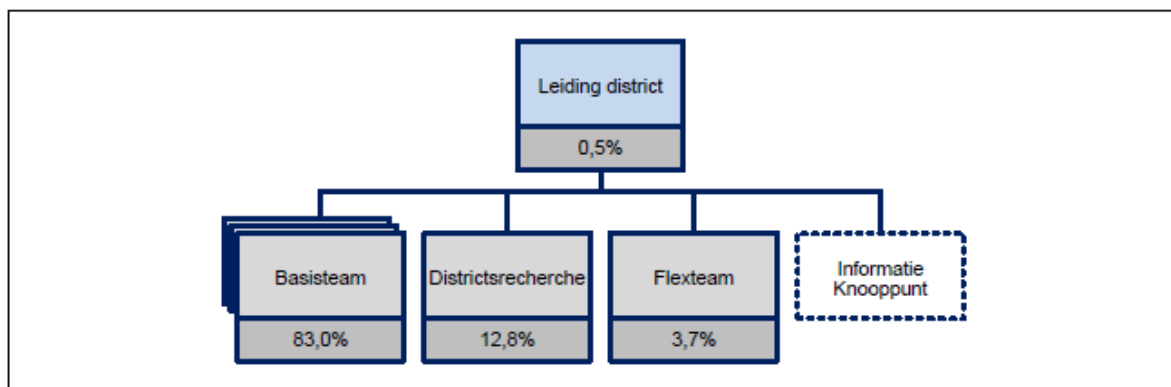 Leiding district
0,5%
Basisteam
83,0%
Districtsrecherche
12,8%
Flexteam
3,7%
Informatie
Knooppunt